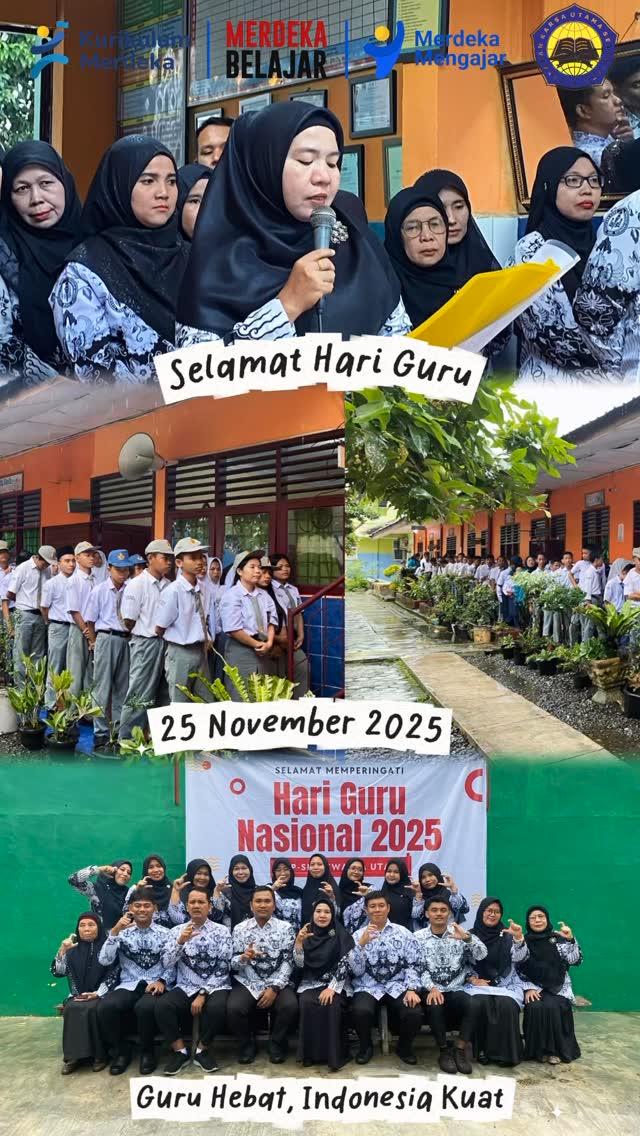 Kurikulum
Merdeka
MERDEKA
BELAJAR
Merdeka
Mengajar
Selamat Hari Guru
25 November 2025
SELAMAT MEMPERINGATI
Hari Guru
Nasional 2025
Guru Hebat, Indonesia Kuat